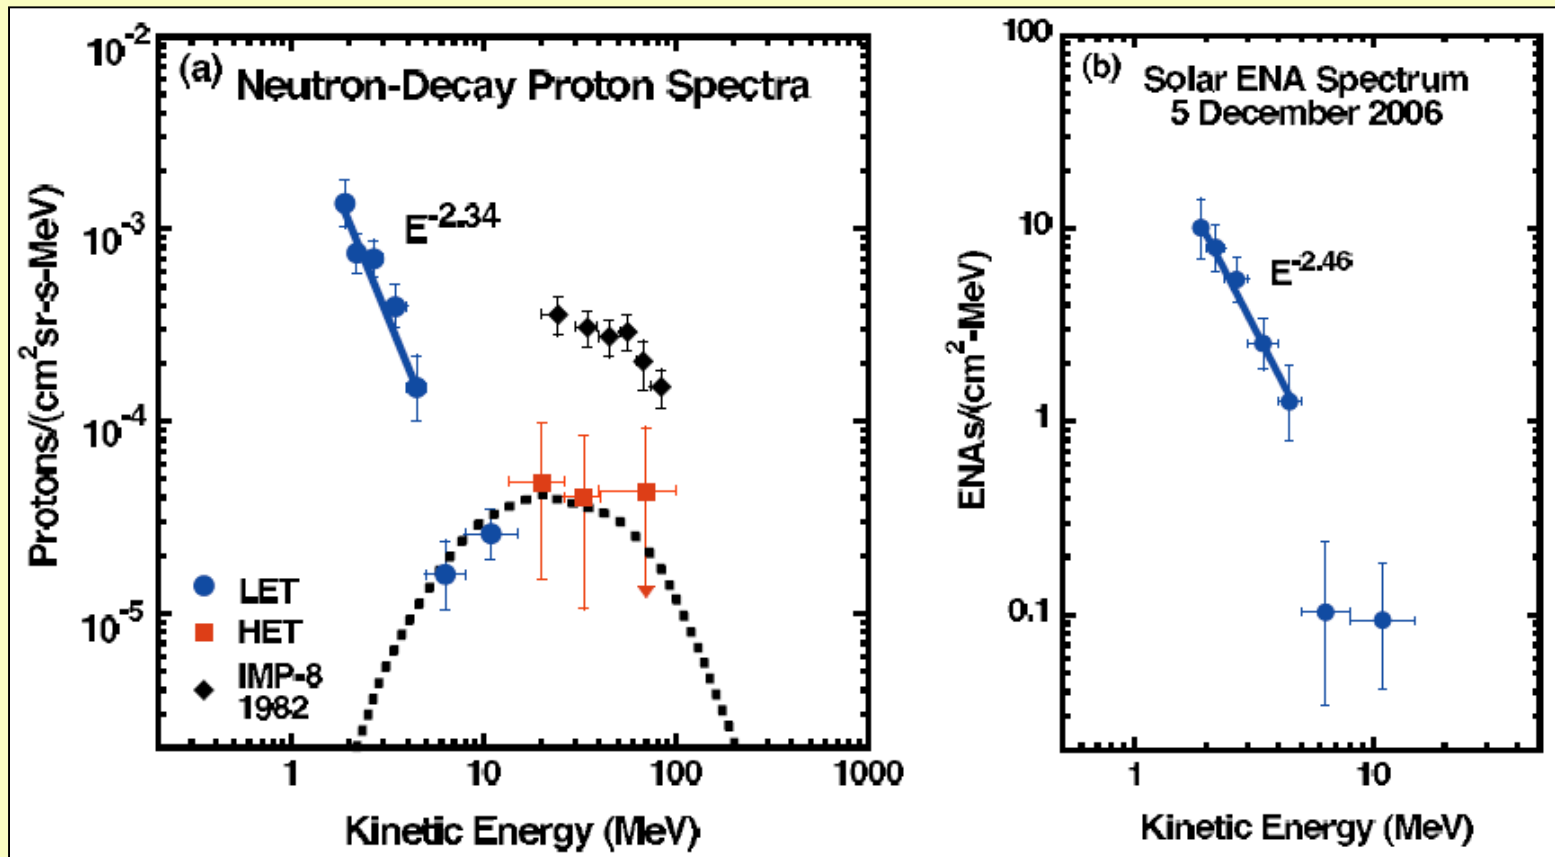 (a) Neutron-Decay Proton Spectra
Protons/(cm²sr-s-MeV)
10⁻²
10⁻³
10⁻⁴
10⁻⁵
E⁻²·³⁴
LET
HET
IMP-8
1982
1 10 100 1000
Kinetic Energy (MeV)
(b) Solar ENA Spectrum
5 December 2006
ENAs/(cm²-MeV)
100
10
1
0.1
E⁻²·⁴⁶
1 10
Kinetic Energy (MeV)